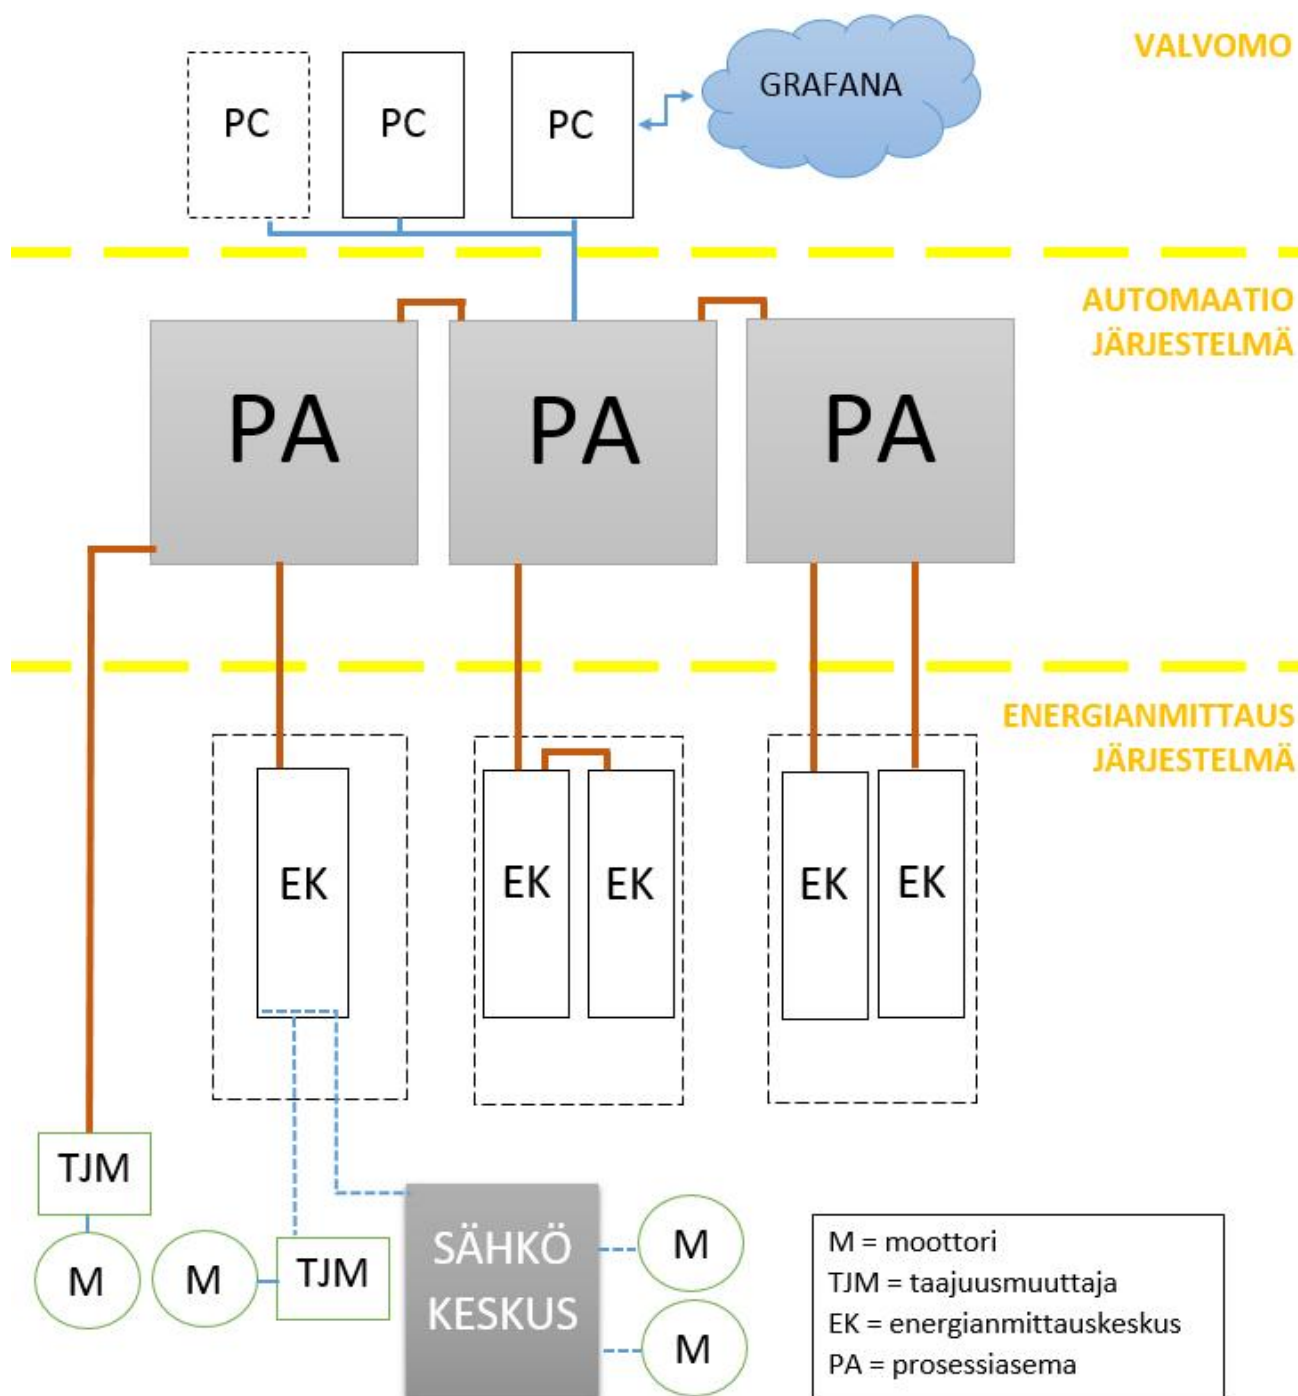 VALVOMO
PC
PC
PC
GRAFANA
AUTOMAATIO
JÄRJESTELMÄ
PA
PA
PA
ENERGIANMITTAUS
JÄRJESTELMÄ
EK
EK
EK
EK
EK
TJM
M
M
TJM
SÄHKÖ
KESKUS
M
M
M = moottori
TJM = taajuusmuuttaja
EK = energianmittauskeskus
PA = prosessiasema